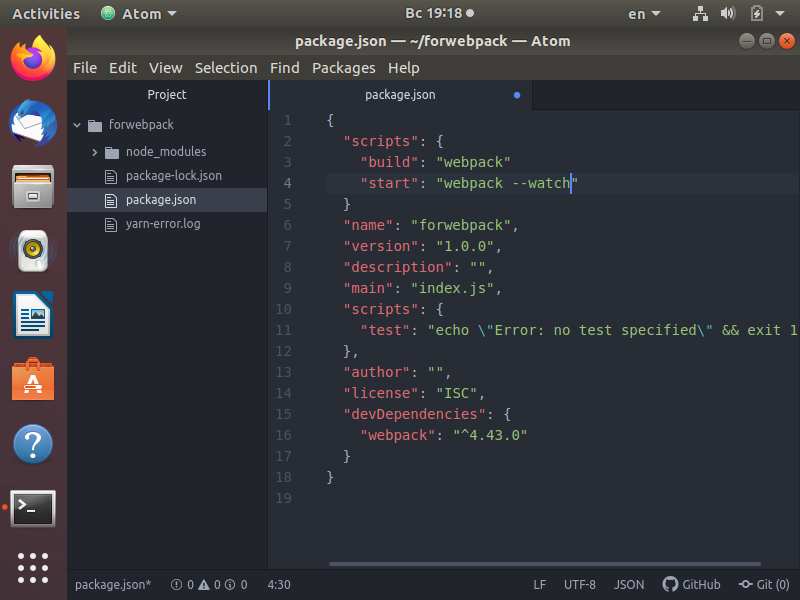 Activities
Atom
Вс 19:18
en
package.json — ~/forwebpack — Atom
File Edit View Selection Find Packages Help
Project
package.json
forwebpack
node_modules
package-lock.json
package.json
yarn-error.log
1 {
2 "scripts": {
3 "build": "webpack"
4 "start": "webpack --watch"
5 }
6 "name": "forwebpack",
7 "version": "1.0.0",
8 "description": "",
9 "main": "index.js",
10 "scripts": {
11 "test": "echo \"Error: no test specified\" && exit 1
12 },
13 "author": "",
14 "license": "ISC",
15 "devDependencies": {
16 "webpack": "^4.43.0"
17 }
18 }
19
package.json* 0 0 0 4:30 LF UTF-8 JSON GitHub Git (0)